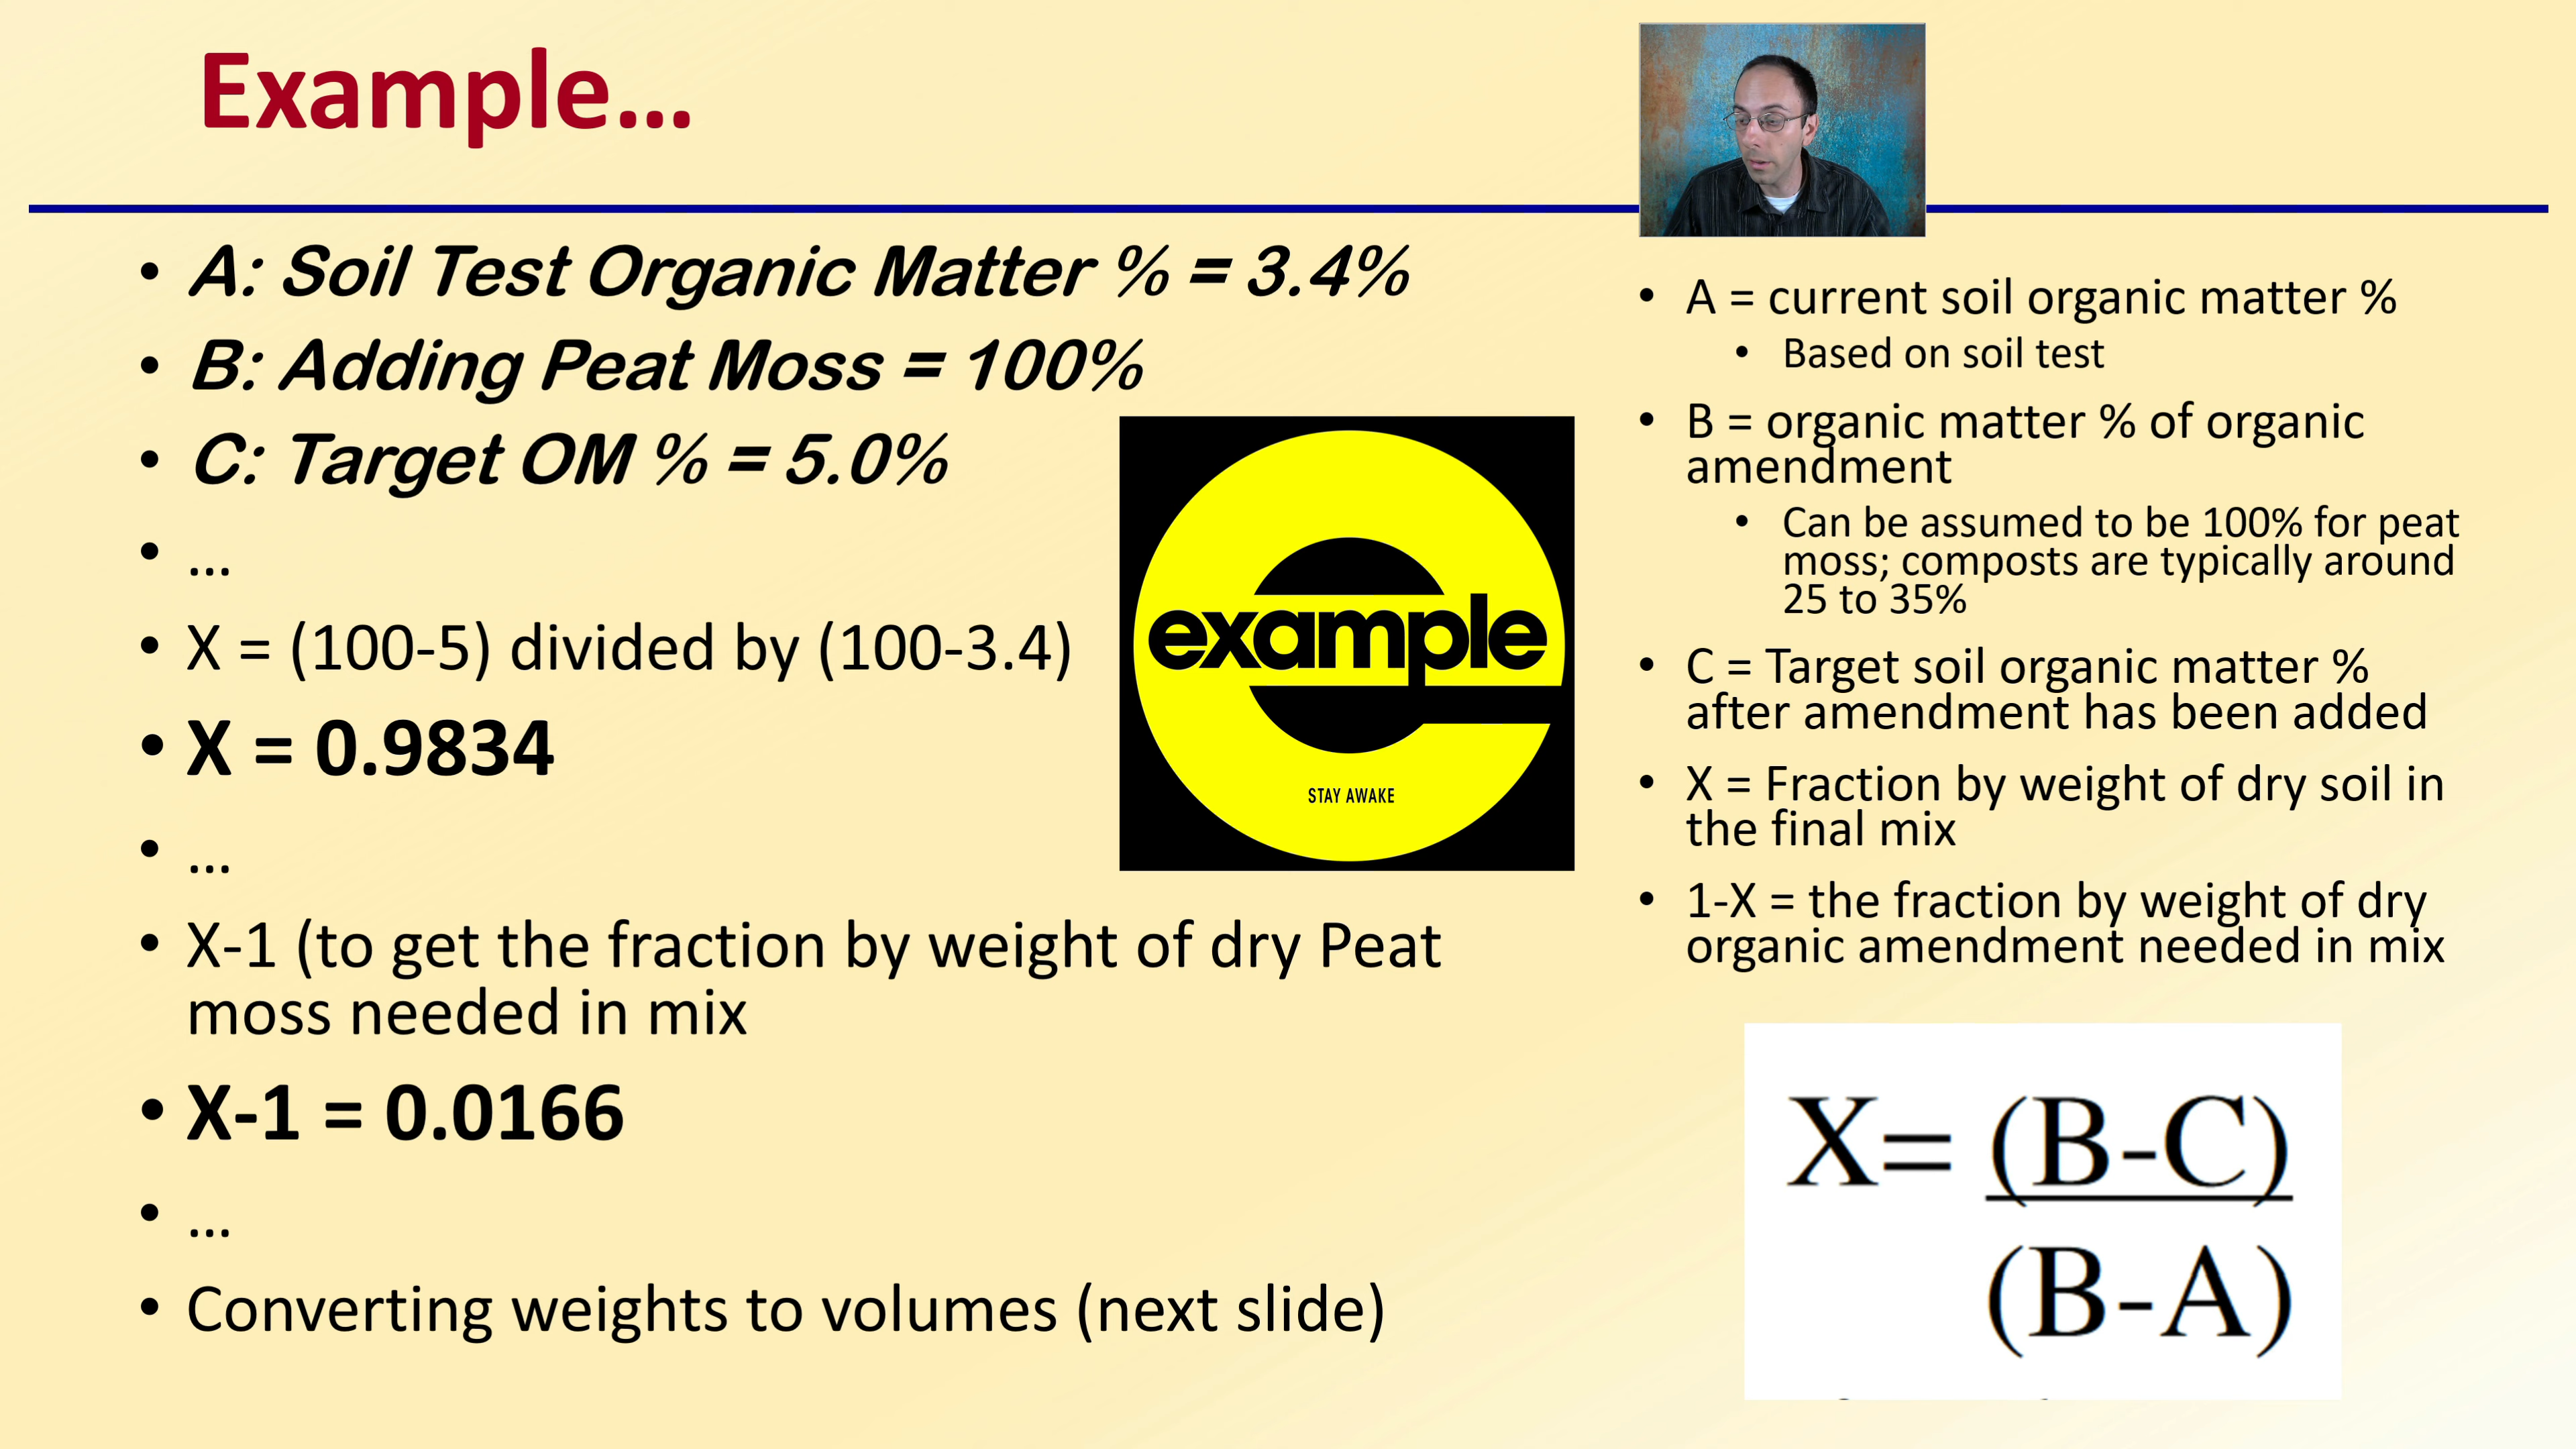 Example...
• A: Soil Test Organic Matter % = 3.4%
• B: Adding Peat Moss = 100%
• C: Target OM % = 5.0%
• ...
• X = (100-5) divided by (100-3.4)
• X = 0.9834
• ...
• X-1 (to get the fraction by weight of dry Peat
moss needed in mix
• X-1 = 0.0166
• ...
• Converting weights to volumes (next slide)
example
STAY AWAKE
• A = current soil organic matter %
• Based on soil test
• B = organic matter % of organic
amendment
• Can be assumed to be 100% for peat
moss; composts are typically around
25 to 35%
• C = Target soil organic matter %
after amendment has been added
• X = Fraction by weight of dry soil in
the final mix
• 1-X = the fraction by weight of dry
organic amendment needed in mix
X= (B-C)
(B-A)